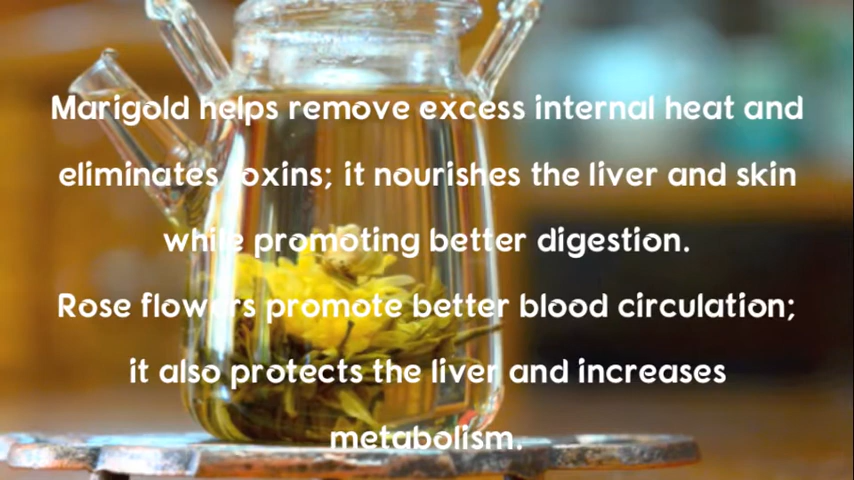 Marigold helps remove excess internal heat and
eliminates toxins; it nourishes the liver and skin
while promoting better digestion.
Rose flowers promote better blood circulation;
it also protects the liver and increases
metabolism.